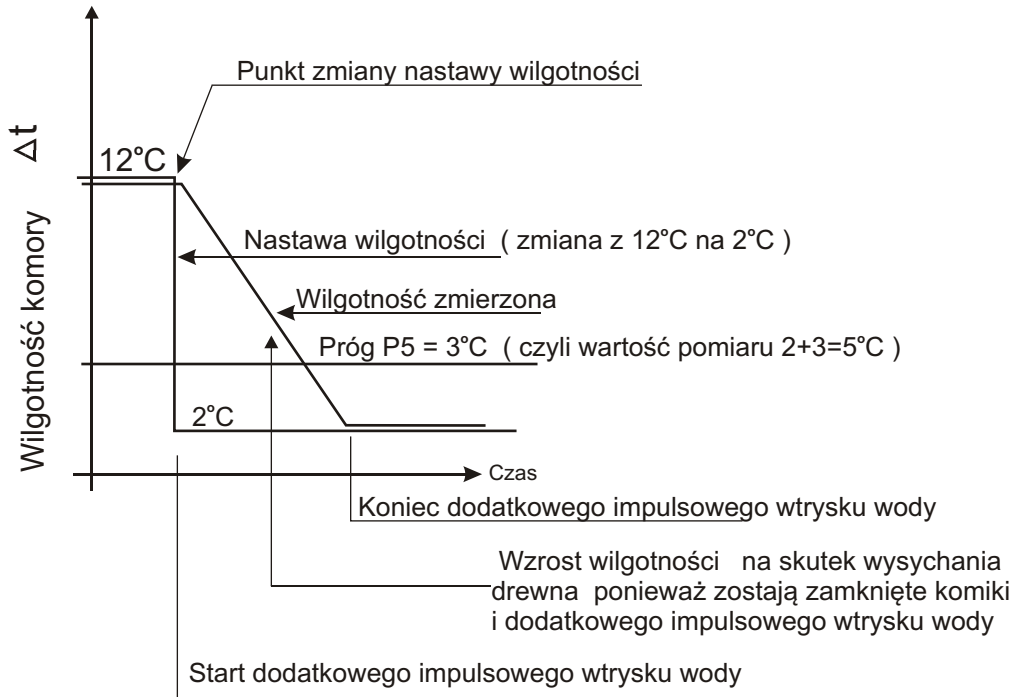 Punkt zmiany nastawy wilgotności
Wilgotność komory Δt
12°C
Nastawa wilgotności ( zmiana z 12°C na 2°C )
Wilgotność zmierzona
Próg P5 = 3°C ( czyli wartość pomiaru 2+3=5°C )
2°C
Czas
Koniec dodatkowego impulsowego wtrysku wody
Wzrost wilgotności na skutek wysychania
drewna ponieważ zostają zamknięte komiki
i dodatkowego impulsowego wtrysku wody
Start dodatkowego impulsowego wtrysku wody